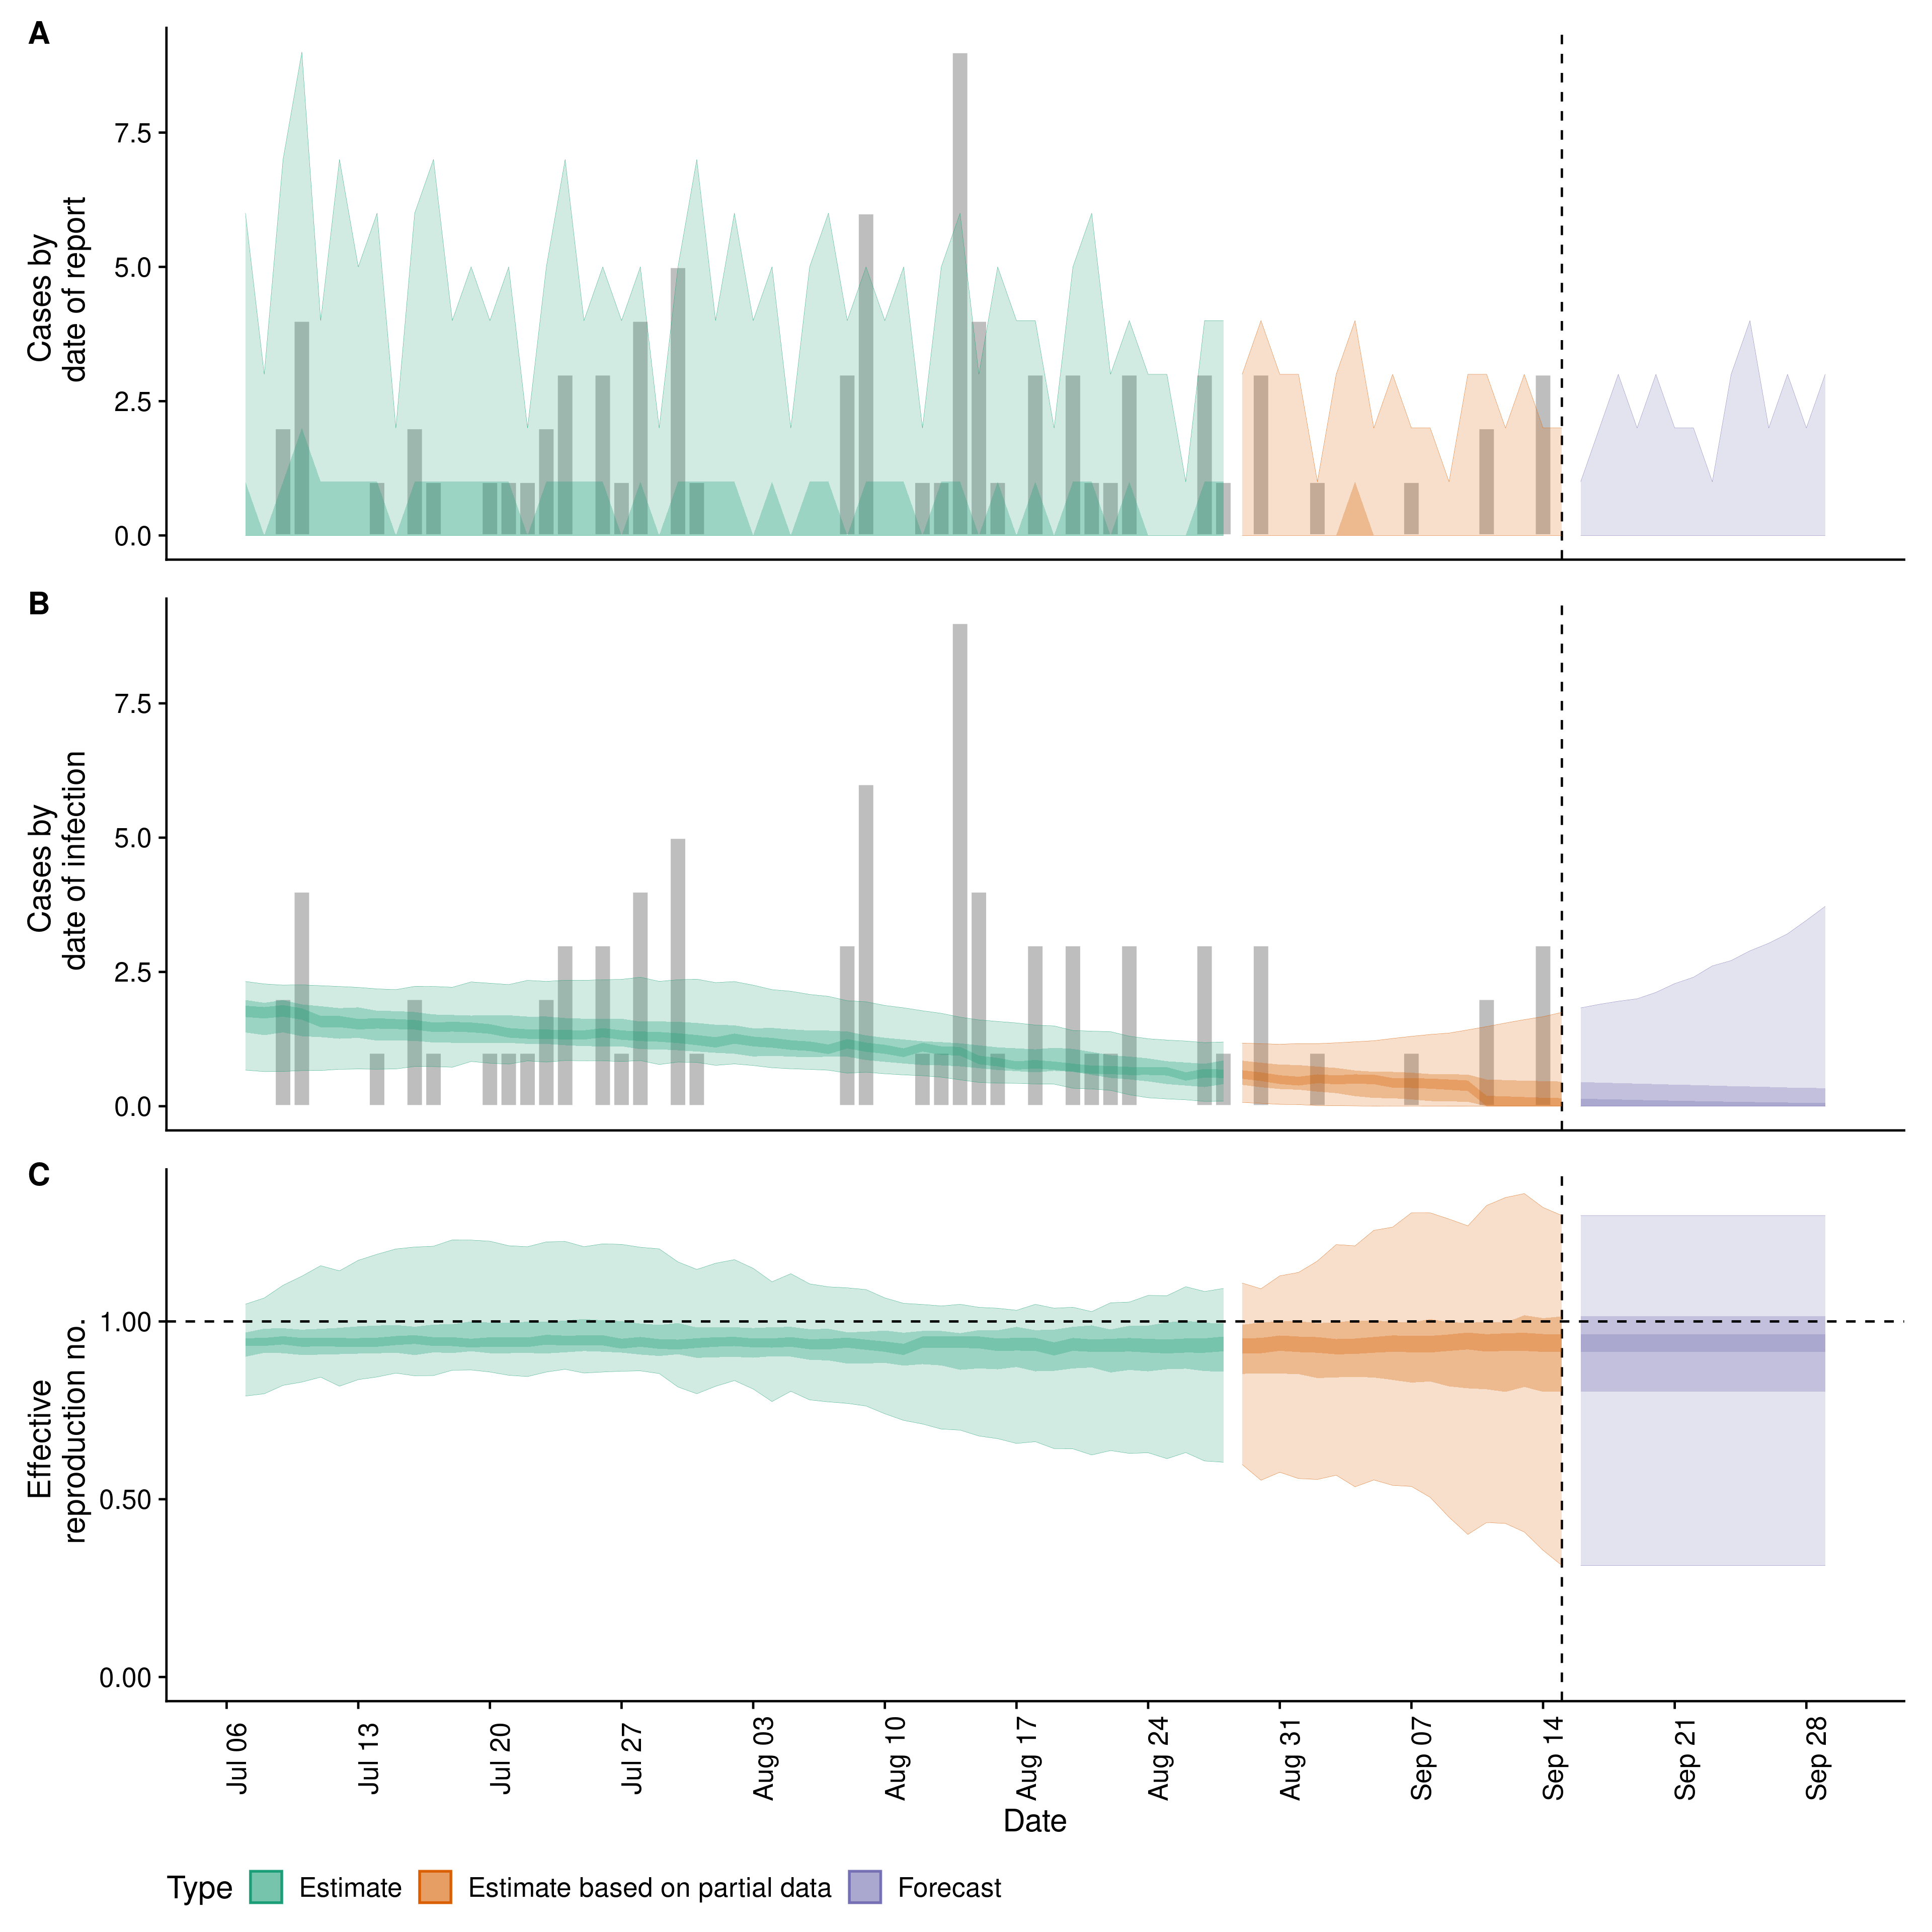 A
Cases by
date of report
7.5
5.0
2.5
0.0
B
Cases by
date of infection
7.5
5.0
2.5
0.0
C
Effective
reproduction no.
1.00
0.50
0.00
Jul 06
Jul 13
Jul 20
Jul 27
Aug 03
Aug 10
Aug 17
Aug 24
Aug 31
Sep 07
Sep 14
Sep 21
Sep 28
Date
Type Estimate Estimate based on partial data Forecast